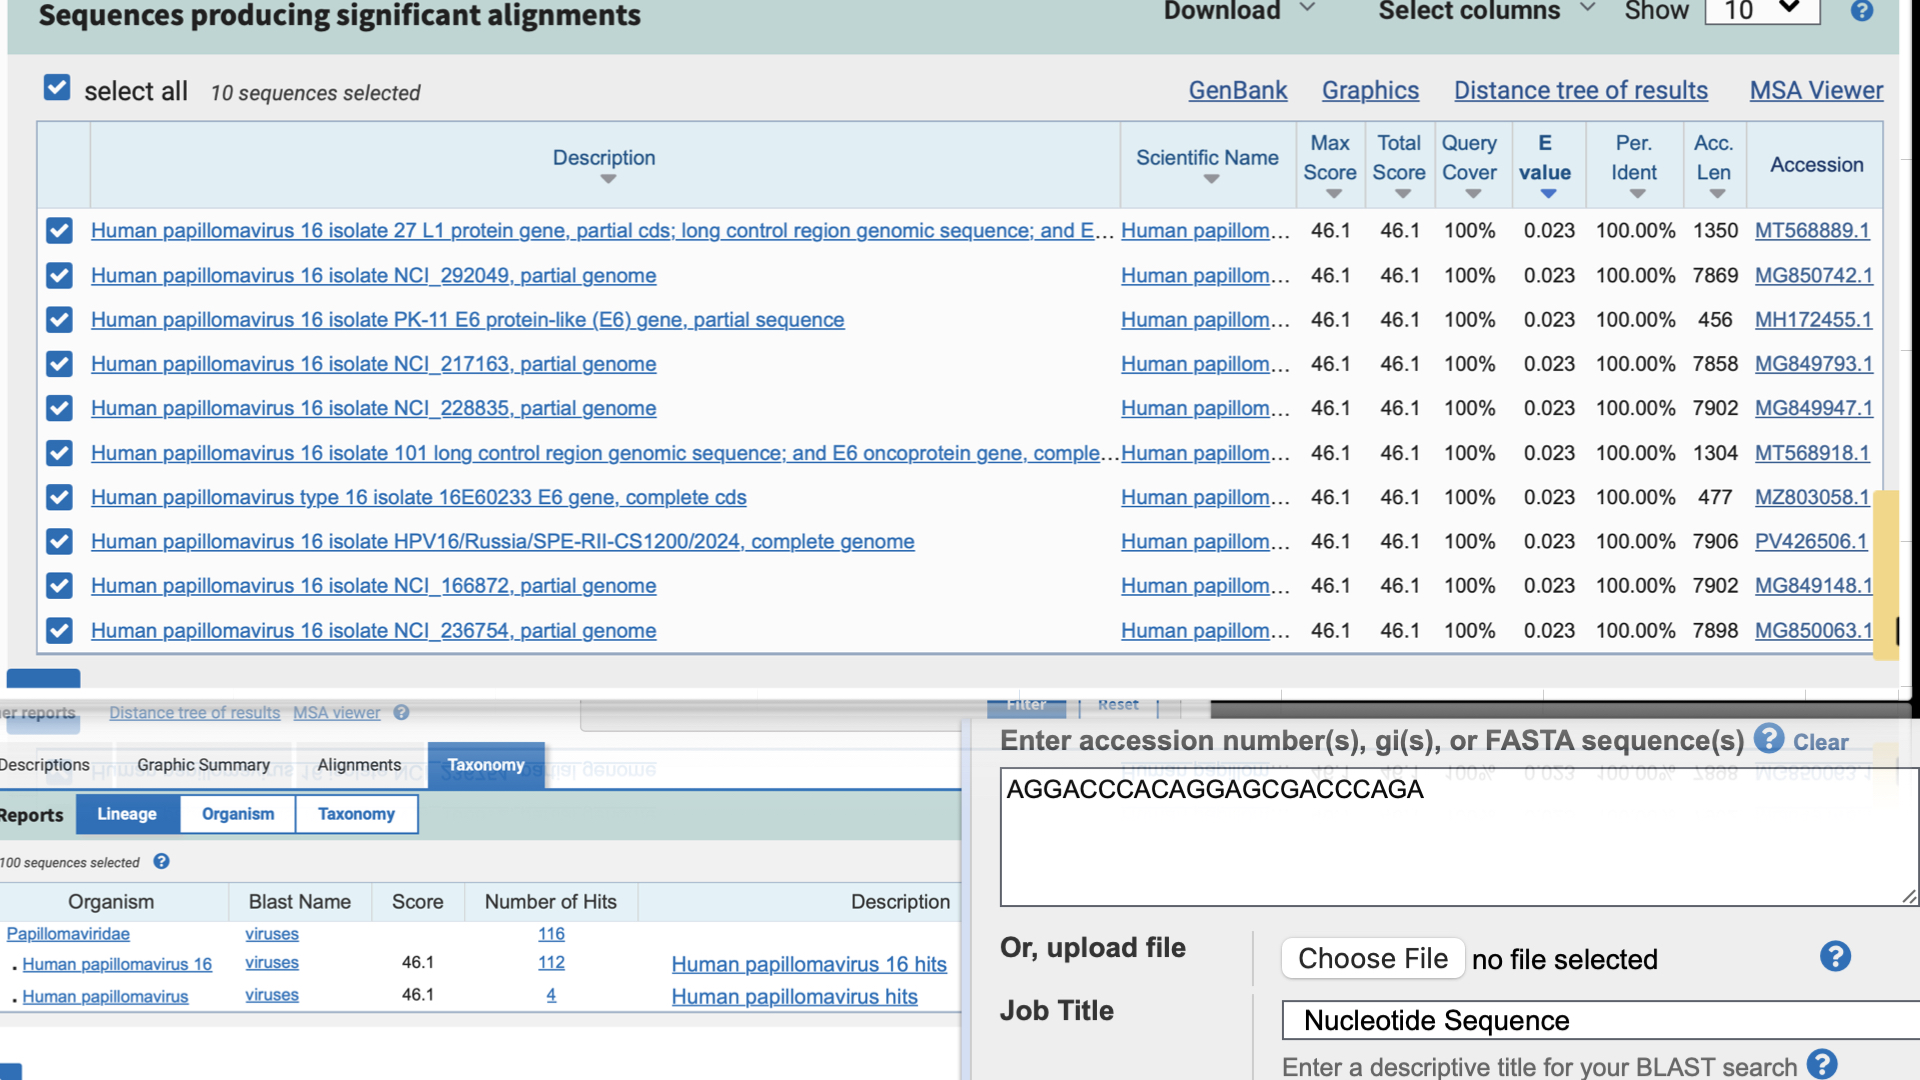 Sequences producing significant alignments
Download Select columns Show 10
select all 10 sequences selected GenBank Graphics Distance tree of results MSA Viewer
Description Scientific Name Max Score Total Score Query Cover E value Per. Ident Acc. Len Accession
Human papillomavirus 16 isolate 27 L1 protein gene, partial cds; long control region genomic sequence; and E... Human papillom... 46.1 46.1 100% 0.023 100.00% 1350 MT568889.1
Human papillomavirus 16 isolate NCI_292049, partial genome Human papillom... 46.1 46.1 100% 0.023 100.00% 7869 MG850742.1
Human papillomavirus 16 isolate PK-11 E6 protein-like (E6) gene, partial sequence Human papillom... 46.1 46.1 100% 0.023 100.00% 456 MH172455.1
Human papillomavirus 16 isolate NCI_217163, partial genome Human papillom... 46.1 46.1 100% 0.023 100.00% 7858 MG849793.1
Human papillomavirus 16 isolate NCI_228835, partial genome Human papillom... 46.1 46.1 100% 0.023 100.00% 7902 MG849947.1
Human papillomavirus 16 isolate 101 long control region genomic sequence; and E6 oncoprotein gene, comple... Human papillom... 46.1 46.1 100% 0.023 100.00% 1304 MT568918.1
Human papillomavirus type 16 isolate 16E60233 E6 gene, complete cds Human papillom... 46.1 46.1 100% 0.023 100.00% 477 MZ803058.1
Human papillomavirus 16 isolate HPV16/Russia/SPE-RII-CS1200/2024, complete genome Human papillom... 46.1 46.1 100% 0.023 100.00% 7906 PV426506.1
Human papillomavirus 16 isolate NCI_166872, partial genome Human papillom... 46.1 46.1 100% 0.023 100.00% 7902 MG849148.1
Human papillomavirus 16 isolate NCI_236754, partial genome Human papillom... 46.1 46.1 100% 0.023 100.00% 7898 MG850063.1
er reports Distance tree of results MSA viewer ? Filter Reset
Descriptions Graphic Summary Alignments Taxonomy
Reports Lineage Organism Taxonomy
100 sequences selected ?
Organism Blast Name Score Number of Hits Description
Papillomaviridae viruses 116
. Human papillomavirus 16 viruses 46.1 112 Human papillomavirus 16 hits
. Human papillomavirus viruses 46.1 4 Human papillomavirus hits
Enter accession number(s), gi(s), or FASTA sequence(s) ? Clear
AGGACCCACAGGAGCGACCCAGA
Or, upload file Choose File no file selected ?
Job Title Nucleotide Sequence
Enter a descriptive title for your BLAST search ?